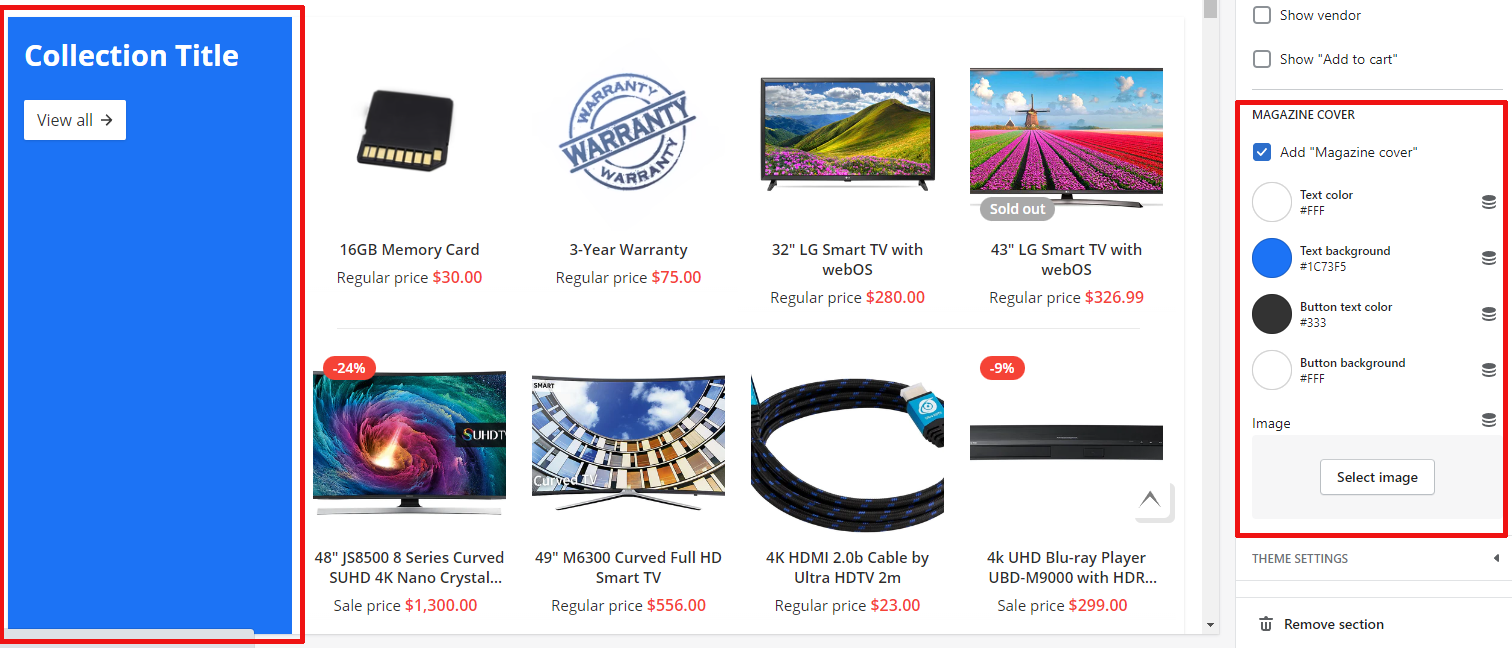 Collection Title
View all →
WARRANTY
WARRANTY
WARRANTY
Sold out
16GB Memory Card
Regular price $30.00
3-Year Warranty
Regular price $75.00
32" LG Smart TV with
webOS
Regular price $280.00
43" LG Smart TV with
webOS
Regular price $326.99
-24%
SUHDT
SMART
Curved TV
-9%
48" JS8500 8 Series Curved
SUHD 4K Nano Crystal...
Sale price $1,300.00
49" M6300 Curved Full HD
Smart TV
Regular price $556.00
4K HDMI 2.0b Cable by
Ultra HDTV 2m
Regular price $23.00
4k UHD Blu-ray Player
UBD-M9000 with HDR...
Sale price $299.00
Show vendor
Show "Add to cart"
MAGAZINE COVER
Add "Magazine cover"
Text color
#FFF
Text background
#1C73F5
Button text color
#333
Button background
#FFF
Image
Select image
THEME SETTINGS
Remove section